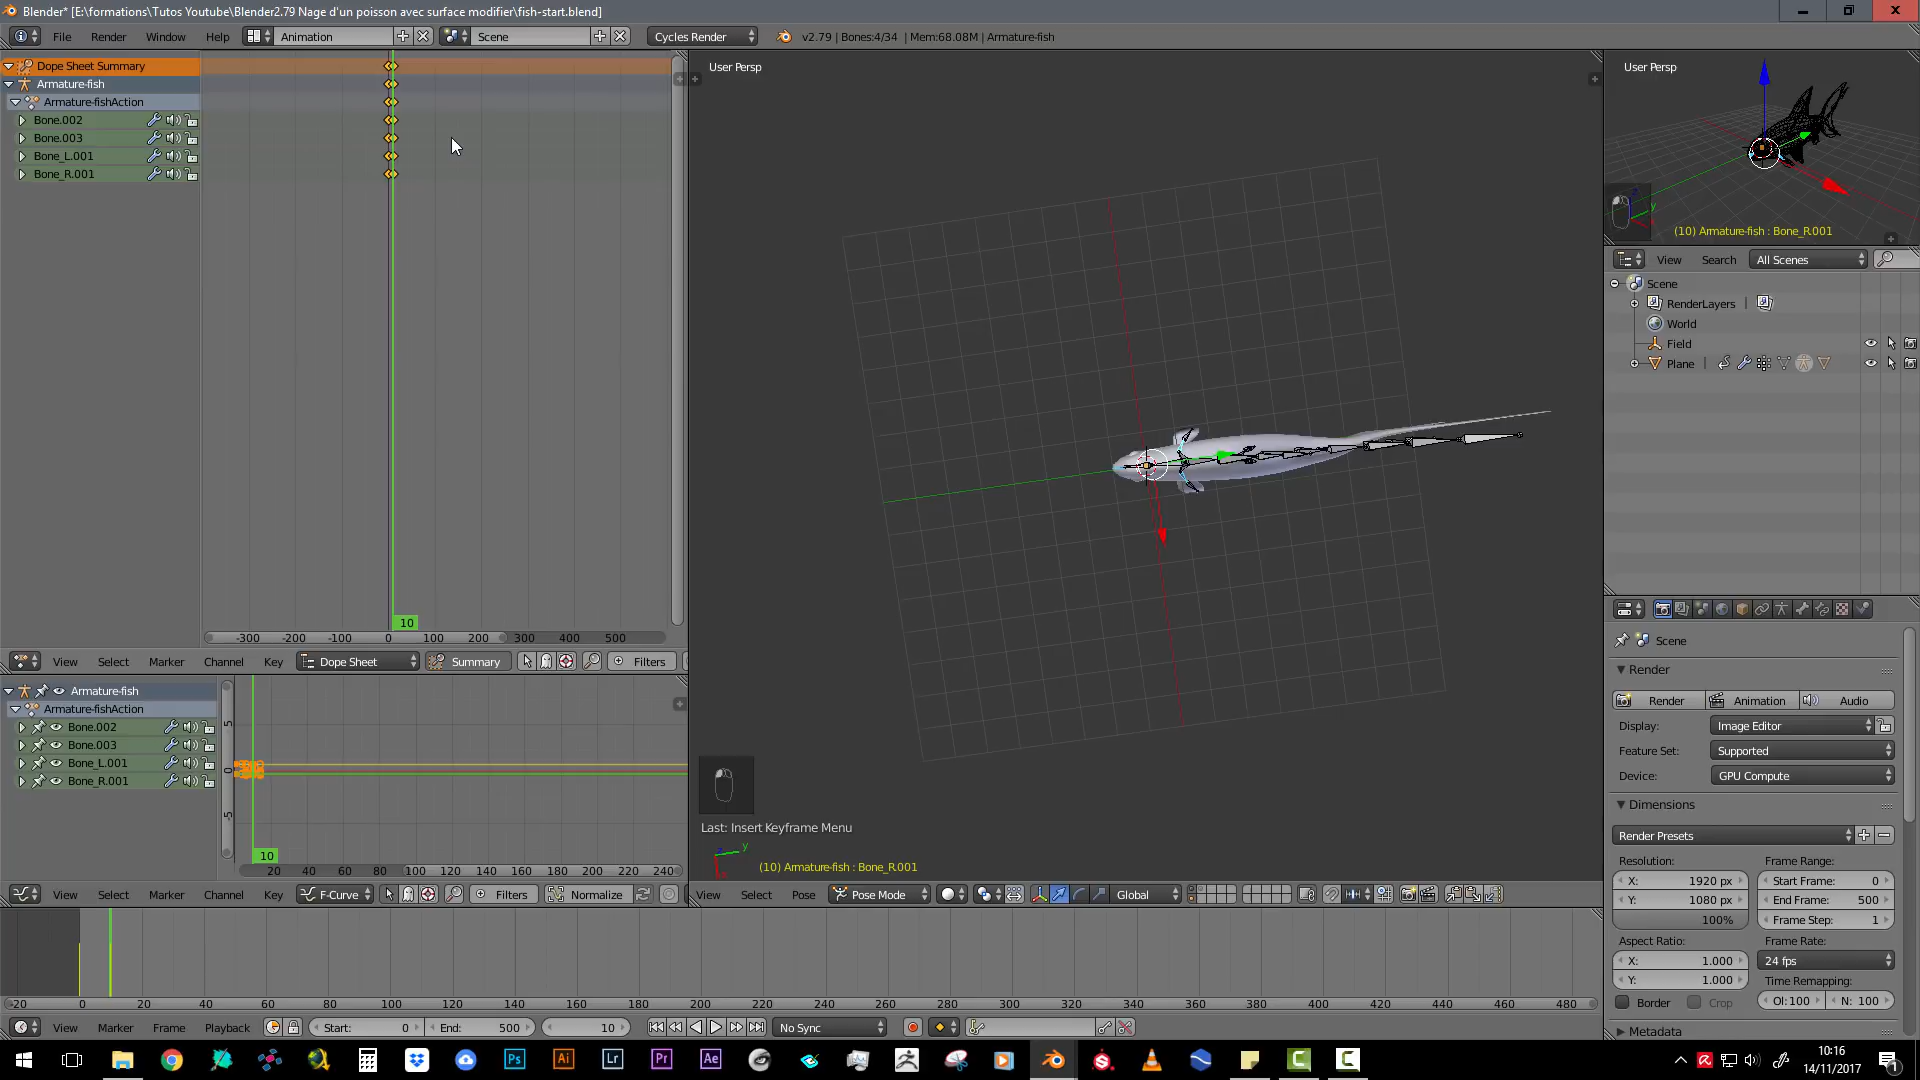 Blender* [E:\formations\Tutos Youtube\Blender2.79 Nage d'un poisson avec surface modifier\fish-start.blend]
File Render Window Help Animation Scene Cycles Render v2.79 | Bones:4/34 | Mem:68.08M | Armature-fish
Dope Sheet Summary
Armature-fish
Armature-fishAction
Bone.002
Bone.003
Bone_L.001
Bone_R.001
10
-300 -200 -100 0 100 200 300 400 500
View Select Marker Channel Key Dope Sheet Summary Filters
Armature-fish
Armature-fishAction
Bone.002
Bone.003
Bone_L.001
Bone_R.001
5
0
-5
10
20 40 60 80 100 120 140 160 180 200 220 240
View Select Marker Channel Key F-Curve Filters Normalize
User Persp
Last: Insert Keyframe Menu
(10) Armature-fish : Bone_R.001
View Select Pose Pose Mode Global
User Persp
(10) Armature-fish : Bone_R.001
View Search All Scenes
Scene
RenderLayers
World
Field
Plane
Scene
Render
Render Animation Audio
Display: Image Editor
Feature Set: Supported
Device: GPU Compute
Dimensions
Render Presets
Resolution: Frame Range:
X: 1920 px Start Frame: 0
Y: 1080 px End Frame: 500
100% Frame Step: 1
Aspect Ratio: Frame Rate:
X: 1.000 24 fps
Y: 1.000 Time Remapping:
Border Crop Ol:100 N: 100
Metadata
-20 0 20 40 60 80 100 120 140 160 180 200 220 240 260 280 300 320 340 360 380 400 420 440 460 480
View Marker Frame Playback Start: 0 End: 500 10 No Sync
Ps Ai Lr Pr Ae
10:16
14/11/2017